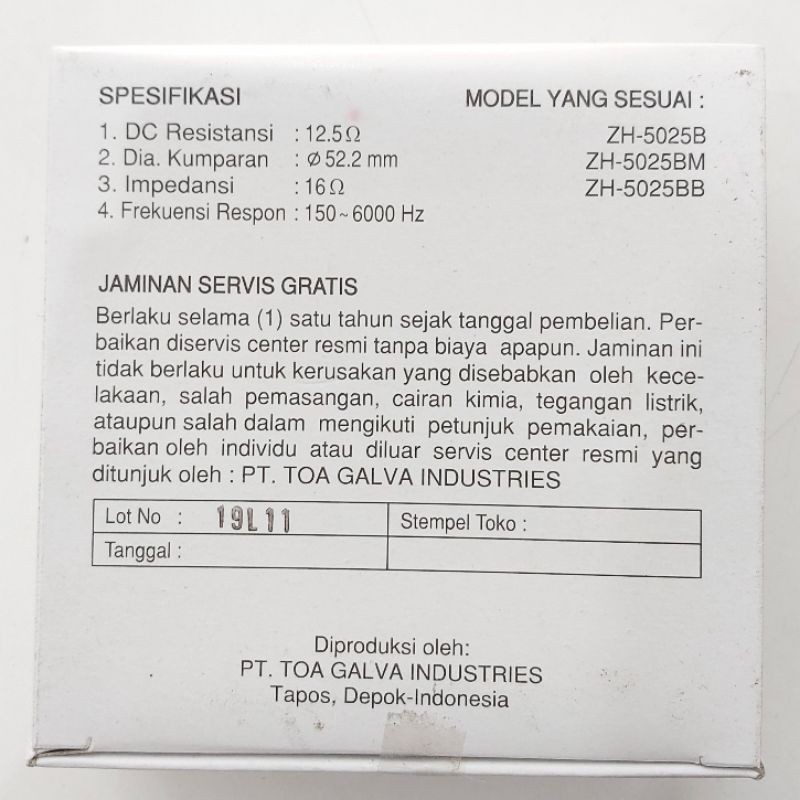 SPESIFIKASI
1. DC Resistansi : 12.5Ω
2. Dia. Kumparan : Ø 52.2 mm
3. Impedansi : 16Ω
4. Frekuensi Respon : 150~6000 Hz
MODEL YANG SESUAI :
ZH-5025B
ZH-5025BM
ZH-5025BB
JAMINAN SERVIS GRATIS
Berlaku selama (1) satu tahun sejak tanggal pembelian. Per-
baikan diservis center resmi tanpa biaya apapun. Jaminan ini
tidak berlaku untuk kerusakan yang disebabkan oleh kece-
lakaan, salah pemasangan, cairan kimia, tegangan listrik,
ataupun salah dalam mengikuti petunjuk pemakaian, per-
baikan oleh individu atau diluar servis center resmi yang
ditunjuk oleh : PT. TOA GALVA INDUSTRIES
Lot No : 19L11
Stempel Toko :
Tanggal :
Diproduksi oleh:
PT. TOA GALVA INDUSTRIES
Tapos, Depok-Indonesia